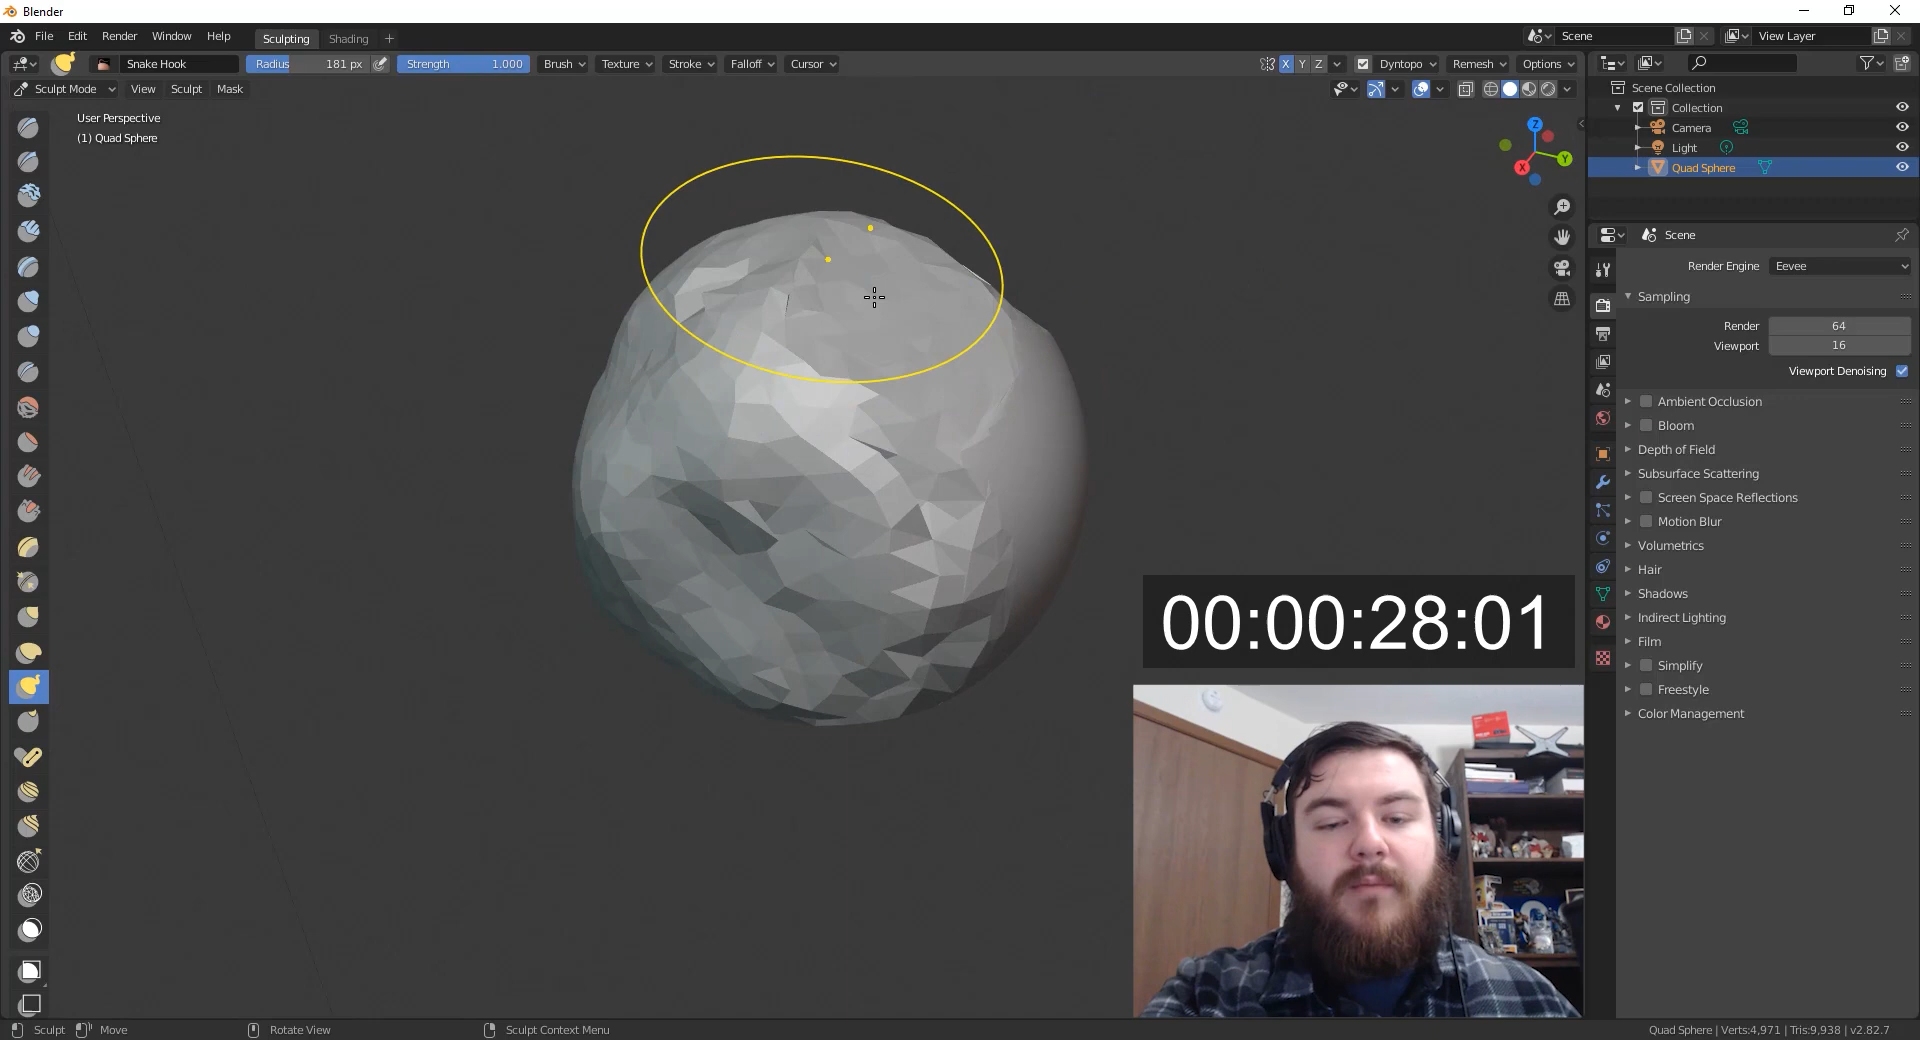 Blender
File Edit Render Window Help Sculpting Shading + Scene View Layer
Snake Hook Radius 181 px Strength 1.000 Brush Texture Stroke Falloff Cursor X Y Z Dyntopo Remesh Options
Sculpt Mode View Sculpt Mask
User Perspective
(1) Quad Sphere
Z
Y
X
Scene Collection
Collection
Camera
Light
Quad Sphere
Scene
Render Engine Eevee
Sampling
Render 64
Viewport 16
Viewport Denoising
Ambient Occlusion
Bloom
Depth of Field
Subsurface Scattering
Screen Space Reflections
Motion Blur
Volumetrics
Hair
Shadows
Indirect Lighting
Film
Simplify
Freestyle
Color Management
00:00:28:01
Sculpt Move Rotate View Sculpt Context Menu Quad Sphere | Verts:4,971 | Tris:9,938 | v2.82.7